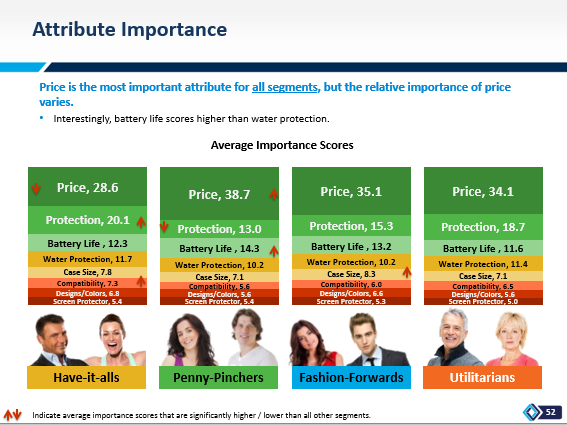 Attribute Importance
Price is the most important attribute for all segments, but the relative importance of price
varies.
• Interestingly, battery life scores higher than water protection.
Average Importance Scores
Price, 28.6
Protection, 20.1
Battery Life , 12.3
Water Protection, 11.7
Case Size, 7.8
Compatibility, 7.3
Designs/Colors, 6.8
Screen Protector, 5.4
Have-it-alls
Price, 38.7
Protection, 13.0
Battery Life , 14.3
Water Protection, 10.2
Case Size, 7.1
Compatibility, 5.6
Designs/Colors, 5.6
Screen Protector, 5.4
Penny-Pinchers
Price, 35.1
Protection, 15.3
Battery Life , 13.2
Water Protection, 10.2
Case Size, 8.3
Compatibility, 6.0
Designs/Colors, 6.6
Screen Protector, 5.3
Fashion-Forwards
Price, 34.1
Protection, 18.7
Battery Life , 11.6
Water Protection, 11.4
Case Size, 7.1
Compatibility, 6.5
Designs/Colors, 5.6
Screen Protector, 5.0
Utilitarians
Indicate average importance scores that are significantly higher / lower than all other segments.
52